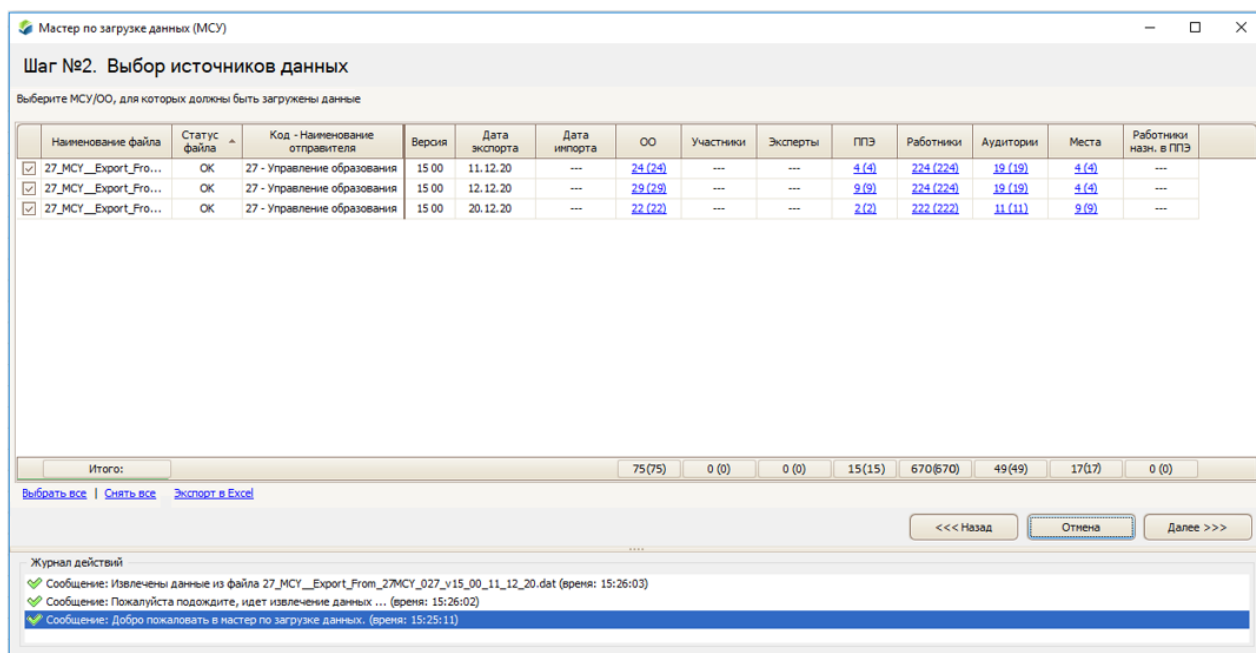 Мастер по загрузке данных (МСУ)
Шаг №2. Выбор источников данных
Выберите МСУ/ОО, для которых должны быть загружены данные
Наименование файла Статус файла Код - Наименование отправителя Версия Дата экспорта Дата импорта ОО Участники Эксперты ППЭ Работники Аудитории Места Работники назн. в ППЭ
27_МСУ__Export_Fro... OK 27 - Управление образования 15 00 11.12.20 --- 24 (24) --- --- 4 (4) 224 (224) 19 (19) 4 (4) ---
27_МСУ__Export_Fro... OK 27 - Управление образования 15 00 12.12.20 --- 29 (29) --- --- 9 (9) 224 (224) 19 (19) 4 (4) ---
27_МСУ__Export_Fro... OK 27 - Управление образования 15 00 20.12.20 --- 22 (22) --- --- 2 (2) 222 (222) 11 (11) 9 (9) ---
Итого: 75(75) 0 (0) 0 (0) 15(15) 670(670) 49(49) 17(17) 0 (0)
Выбрать все | Снять все Экспорт в Excel
<<< Назад Отмена Далее >>>
Журнал действий
Сообщение: Извлечены данные из файла 27_МСУ__Export_From_27МСУ_027_v15_00_11_12_20.dat (время: 15:26:03)
Сообщение: Пожалуйста подождите, идет извлечение данных ... (время: 15:26:02)
Сообщение: Добро пожаловать в мастер по загрузке данных. (время: 15:25:11)